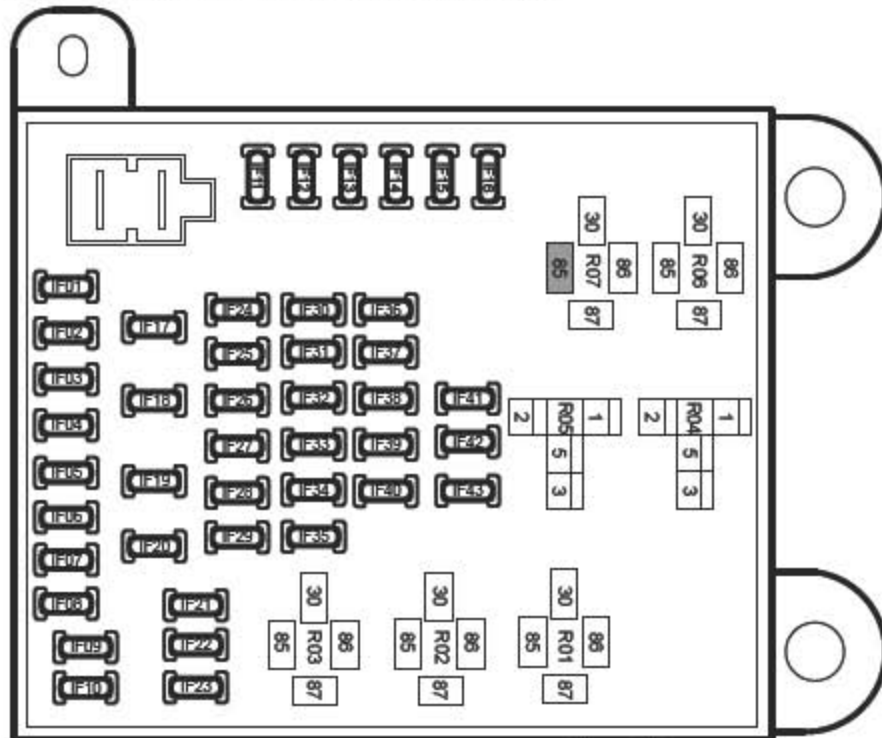 IF11 IF12 IF13 IF14 IF15 IF16
30 30
85 R07 86 85 R06 86
87 87
IF01
IF02
IF03
IF04
IF05
IF06
IF07
IF08
IF09
IF10
IF17
IF18
IF19
IF20
IF21
IF22
IF23
IF24 IF30 IF36
IF25 IF31 IF37
IF26 IF32 IF38 IF41
IF27 IF33 IF39 IF42
IF28 IF34 IF40 IF43
IF29 IF35
2 R05 1 2 R04 1
5 5
3 3
30 30 30
85 R03 86 85 R02 86 85 R01 86
87 87 87